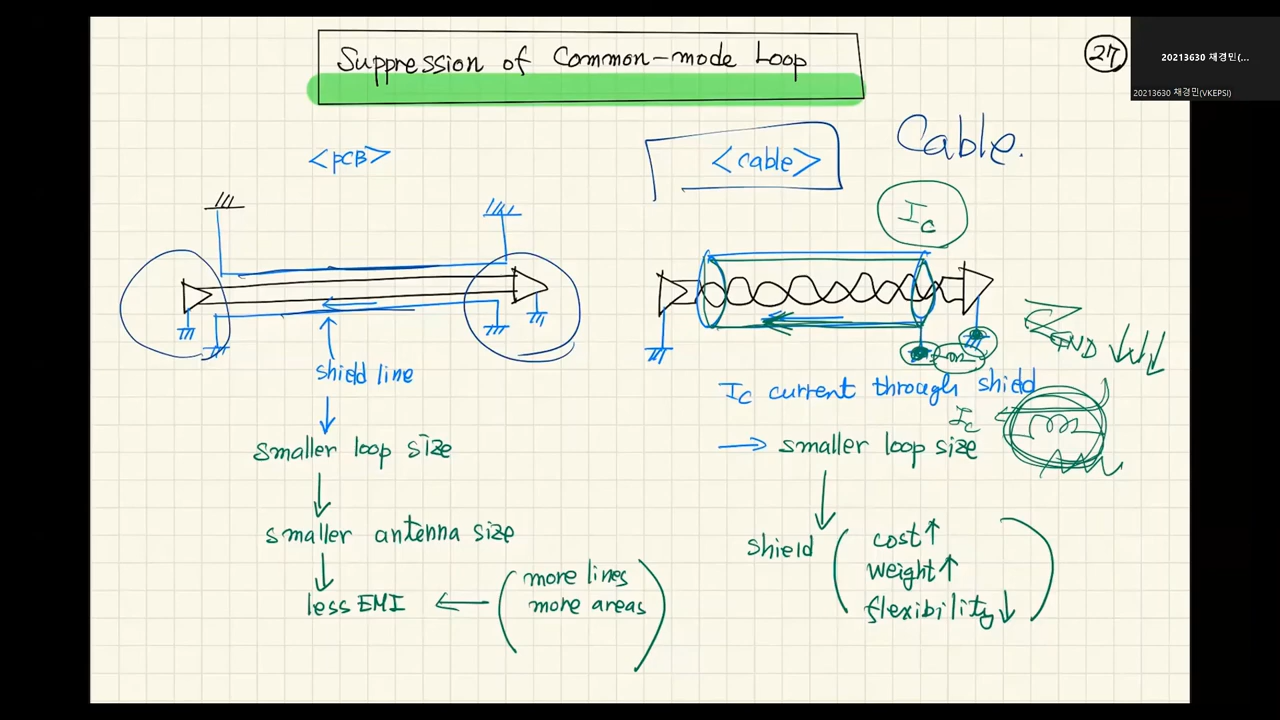 Suppression of Common-mode Loop
27
20213630 채경민(...
20213630 채경민(VKEPSI)
<PCB>
<cable>
Cable.
Ic
ZGND ↓↓↓
shield line
Ic current through shield
Ic
smaller loop size
→ smaller loop size
smaller antenna size
shield
cost↑
weight↑
flexibility↓
less EMI ←
more lines
more areas